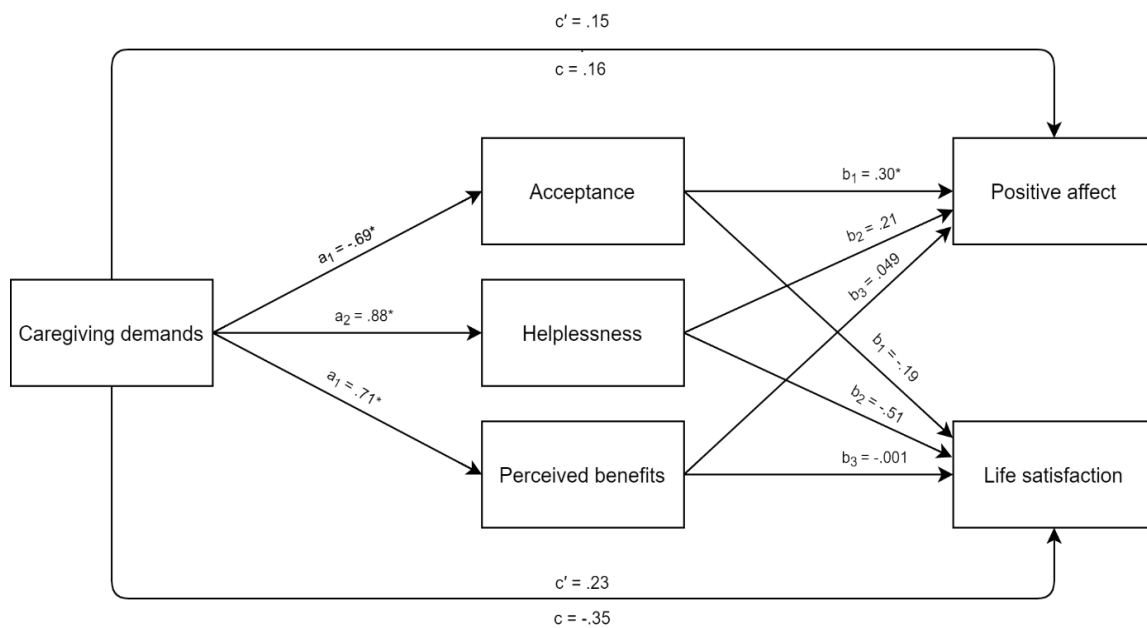 c′ = .15
c = .16
Acceptance
b₁ = .30*
Positive affect
a₁ = -.69*
b₂ = .21
b₃ = .049
Caregiving demands
a₂ = .88*
Helplessness
b₁ = -.19
a₁ = .71*
b₂ = -.51
Perceived benefits
b₃ = -.001
Life satisfaction
c′ = .23
c = -.35